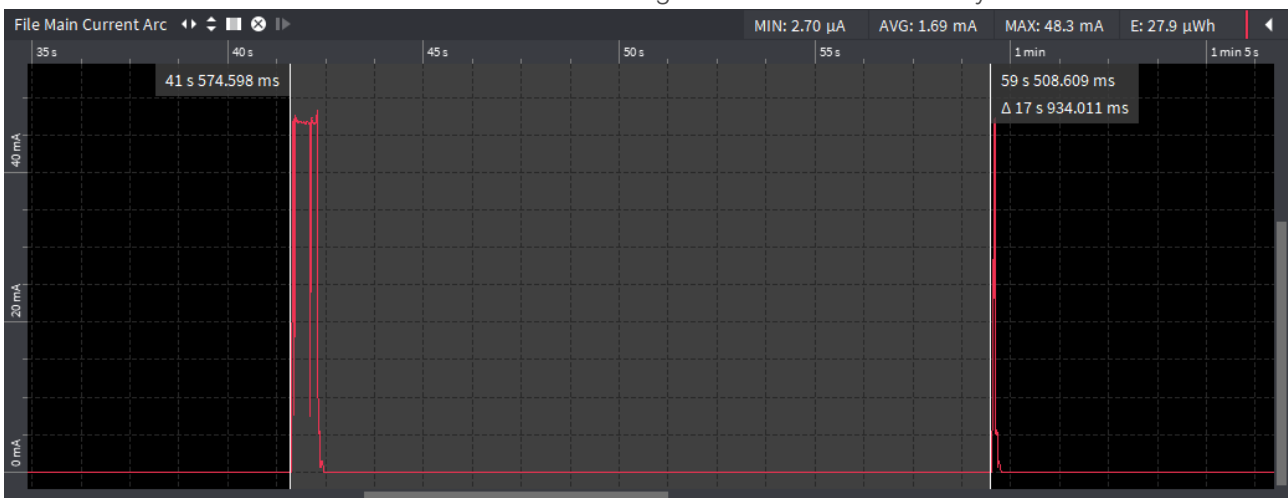 File Main Current Arc MIN: 2.70 µA AVG: 1.69 mA MAX: 48.3 mA E: 27.9 µWh
35 s 40 s 45 s 50 s 55 s 1 min 1 min 5 s
41 s 574.598 ms 59 s 508.609 ms
Δ 17 s 934.011 ms
40 mA
20 mA
0 mA